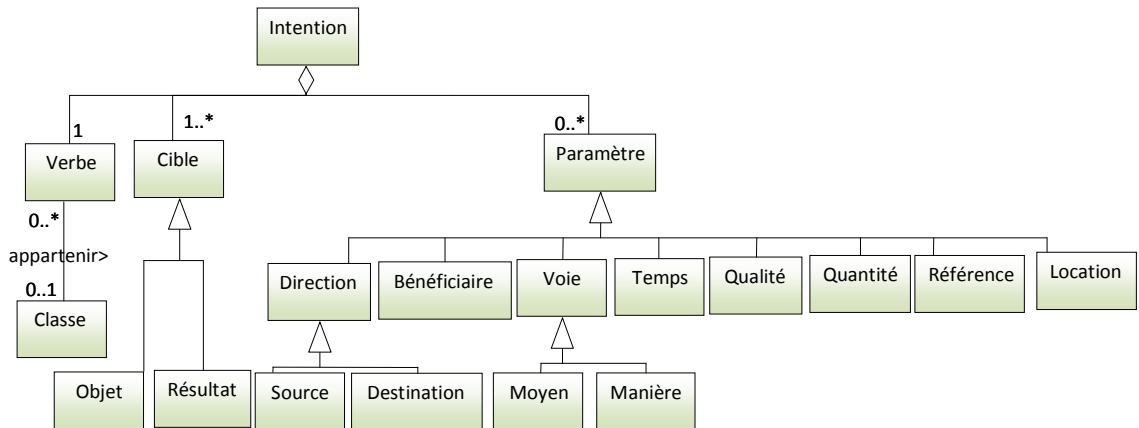 Intention
1
1..*
0..*
Verbe
Cible
Paramètre
0..*
appartenir>
0..1
Classe
Direction
Bénéficiaire
Voie
Temps
Qualité
Quantité
Référence
Location
Objet
Résultat
Source
Destination
Moyen
Manière